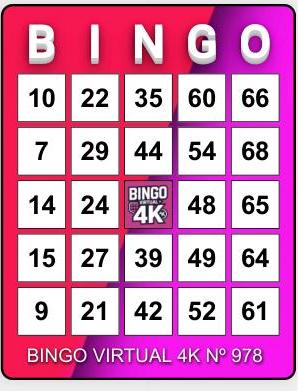 B I N G O
10 22 35 60 66
7 29 44 54 68
14 24 BINGO VIRTUAL 4K 48 65
15 27 39 49 64
9 21 42 52 61
BINGO VIRTUAL 4K Nº 978